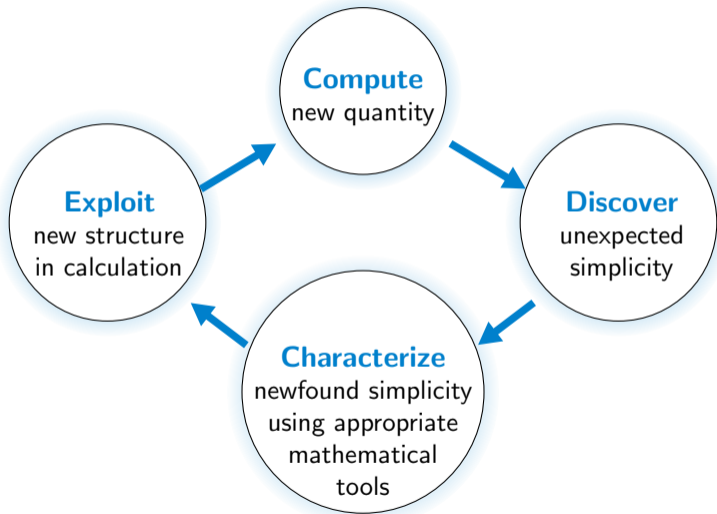 Compute
new quantity
Discover
unexpected
simplicity
Characterize
newfound simplicity
using appropriate
mathematical
tools
Exploit
new structure
in calculation